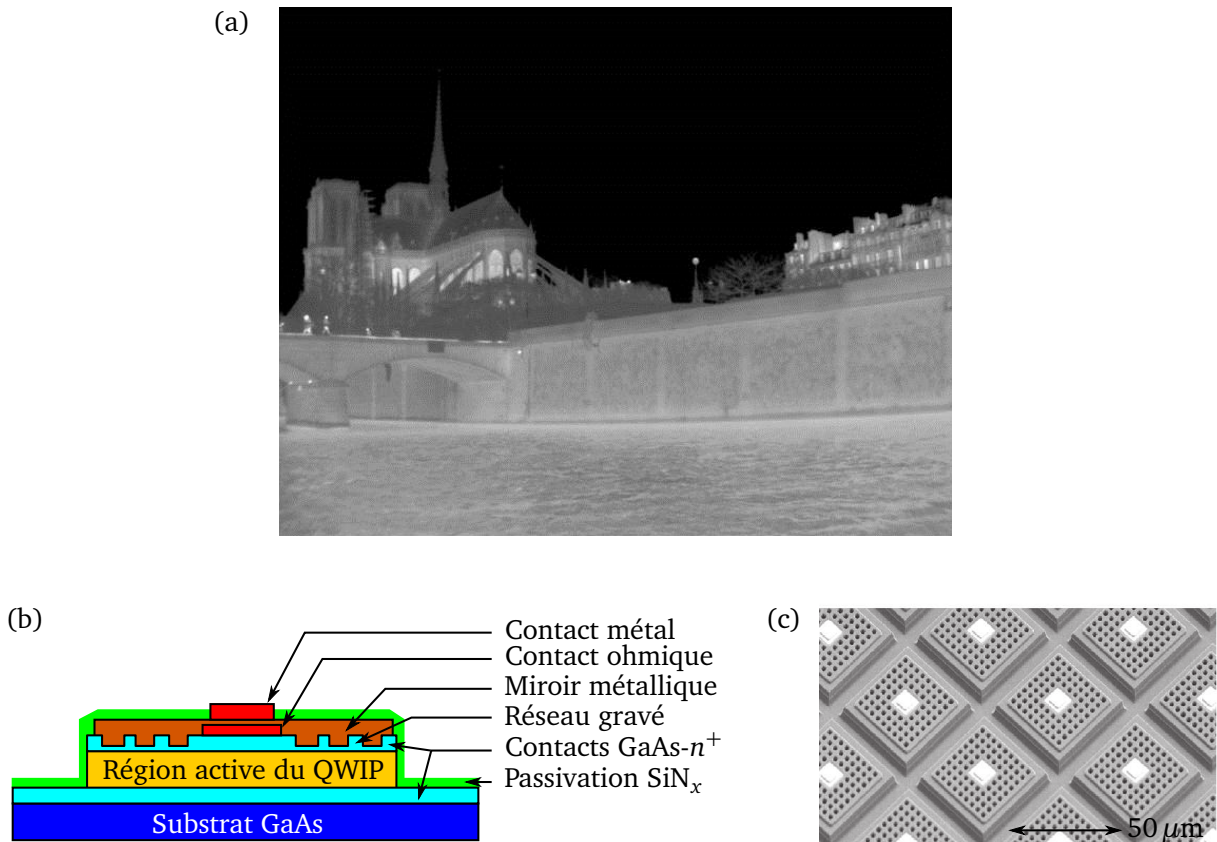 (a)
(b)
Contact métal
Contact ohmique
Miroir métallique
Réseau gravé
Contacts GaAs-n⁺
Passivation SiNₓ
Région active du QWIP
Substrat GaAs
(c)
50 μm